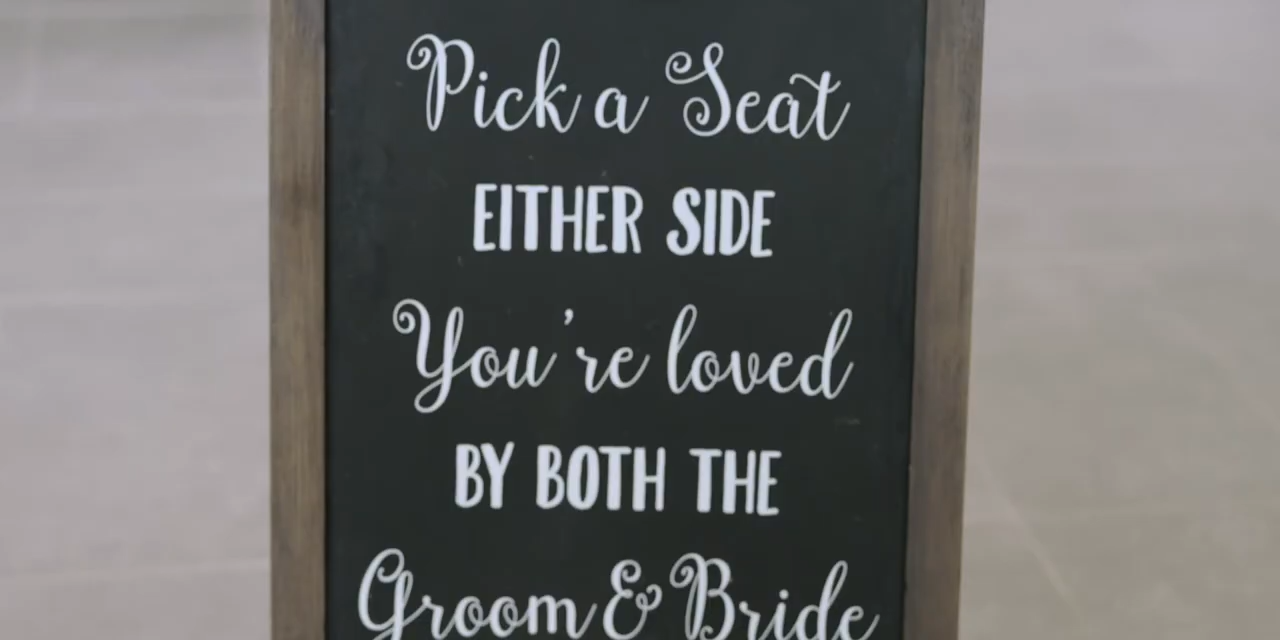 Pick a Seat
EITHER SIDE
You're loved
BY BOTH THE
Groom & Bride